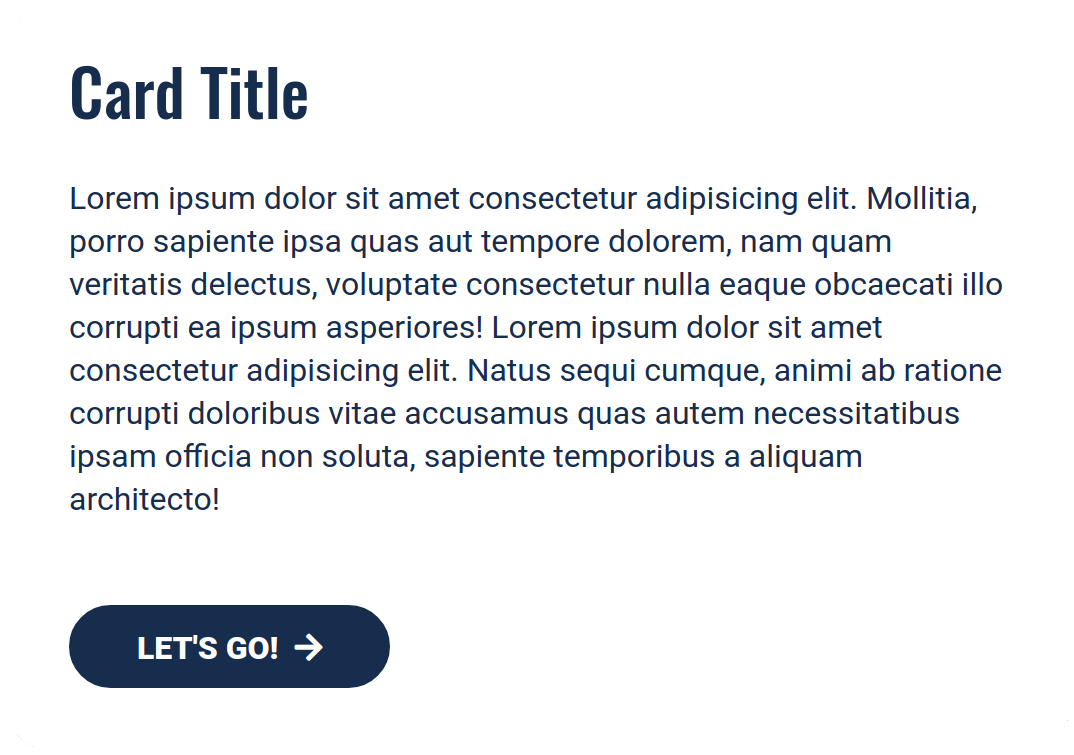 Card Title
Lorem ipsum dolor sit amet consectetur adipisicing elit. Mollitia,
porro sapiente ipsa quas aut tempore dolorem, nam quam
veritatis delectus, voluptate consectetur nulla eaque obcaecati illo
corrupti ea ipsum asperiores! Lorem ipsum dolor sit amet
consectetur adipisicing elit. Natus sequi cumque, animi ab ratione
corrupti doloribus vitae accusamus quas autem necessitatibus
ipsam officia non soluta, sapiente temporibus a aliquam
architecto!
LET'S GO! →